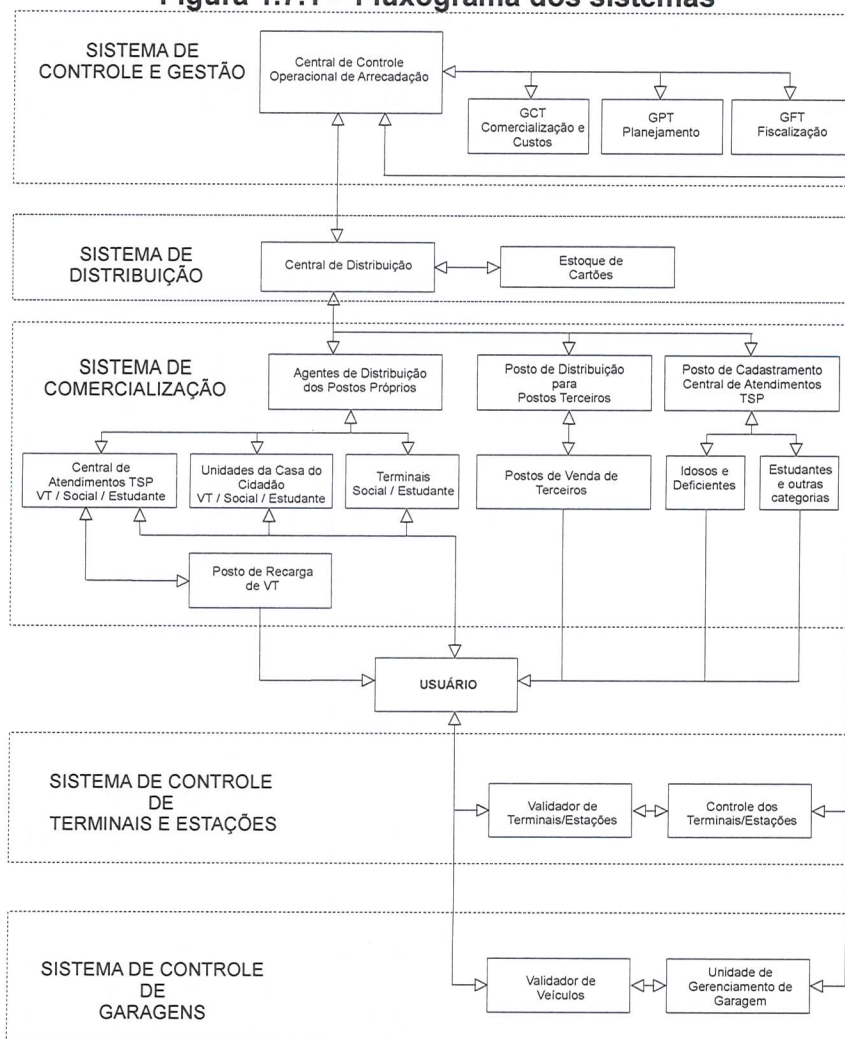 Figura 1.7.1 – Fluxograma dos sistemas
SISTEMA DE
CONTROLE E GESTÃO
Central de Controle
Operacional de Arrecadação
GCT
Comercialização e
Custos
GPT
Planejamento
GFT
Fiscalização
SISTEMA DE
DISTRIBUIÇÃO
Central de Distribuição
Estoque de
Cartões
SISTEMA DE
COMERCIALIZAÇÃO
Agentes de Distribuição
dos Postos Próprios
Posto de Distribuição
para
Postos Terceiros
Posto de Cadastramento
Central de Atendimentos
TSP
Central de
Atendimentos TSP
VT / Social / Estudante
Unidades da Casa do
Cidadão
VT / Social / Estudante
Terminais
Social / Estudante
Postos de Venda de
Terceiros
Idosos e
Deficientes
Estudantes
e outras
categorias
Posto de Recarga
de VT
USUÁRIO
SISTEMA DE CONTROLE
DE
TERMINAIS E ESTAÇÕES
Validador de
Terminais/Estações
Controle dos
Terminais/Estações
SISTEMA DE CONTROLE
DE
GARAGENS
Validador de
Veículos
Unidade de
Gerenciamento de
Garagem